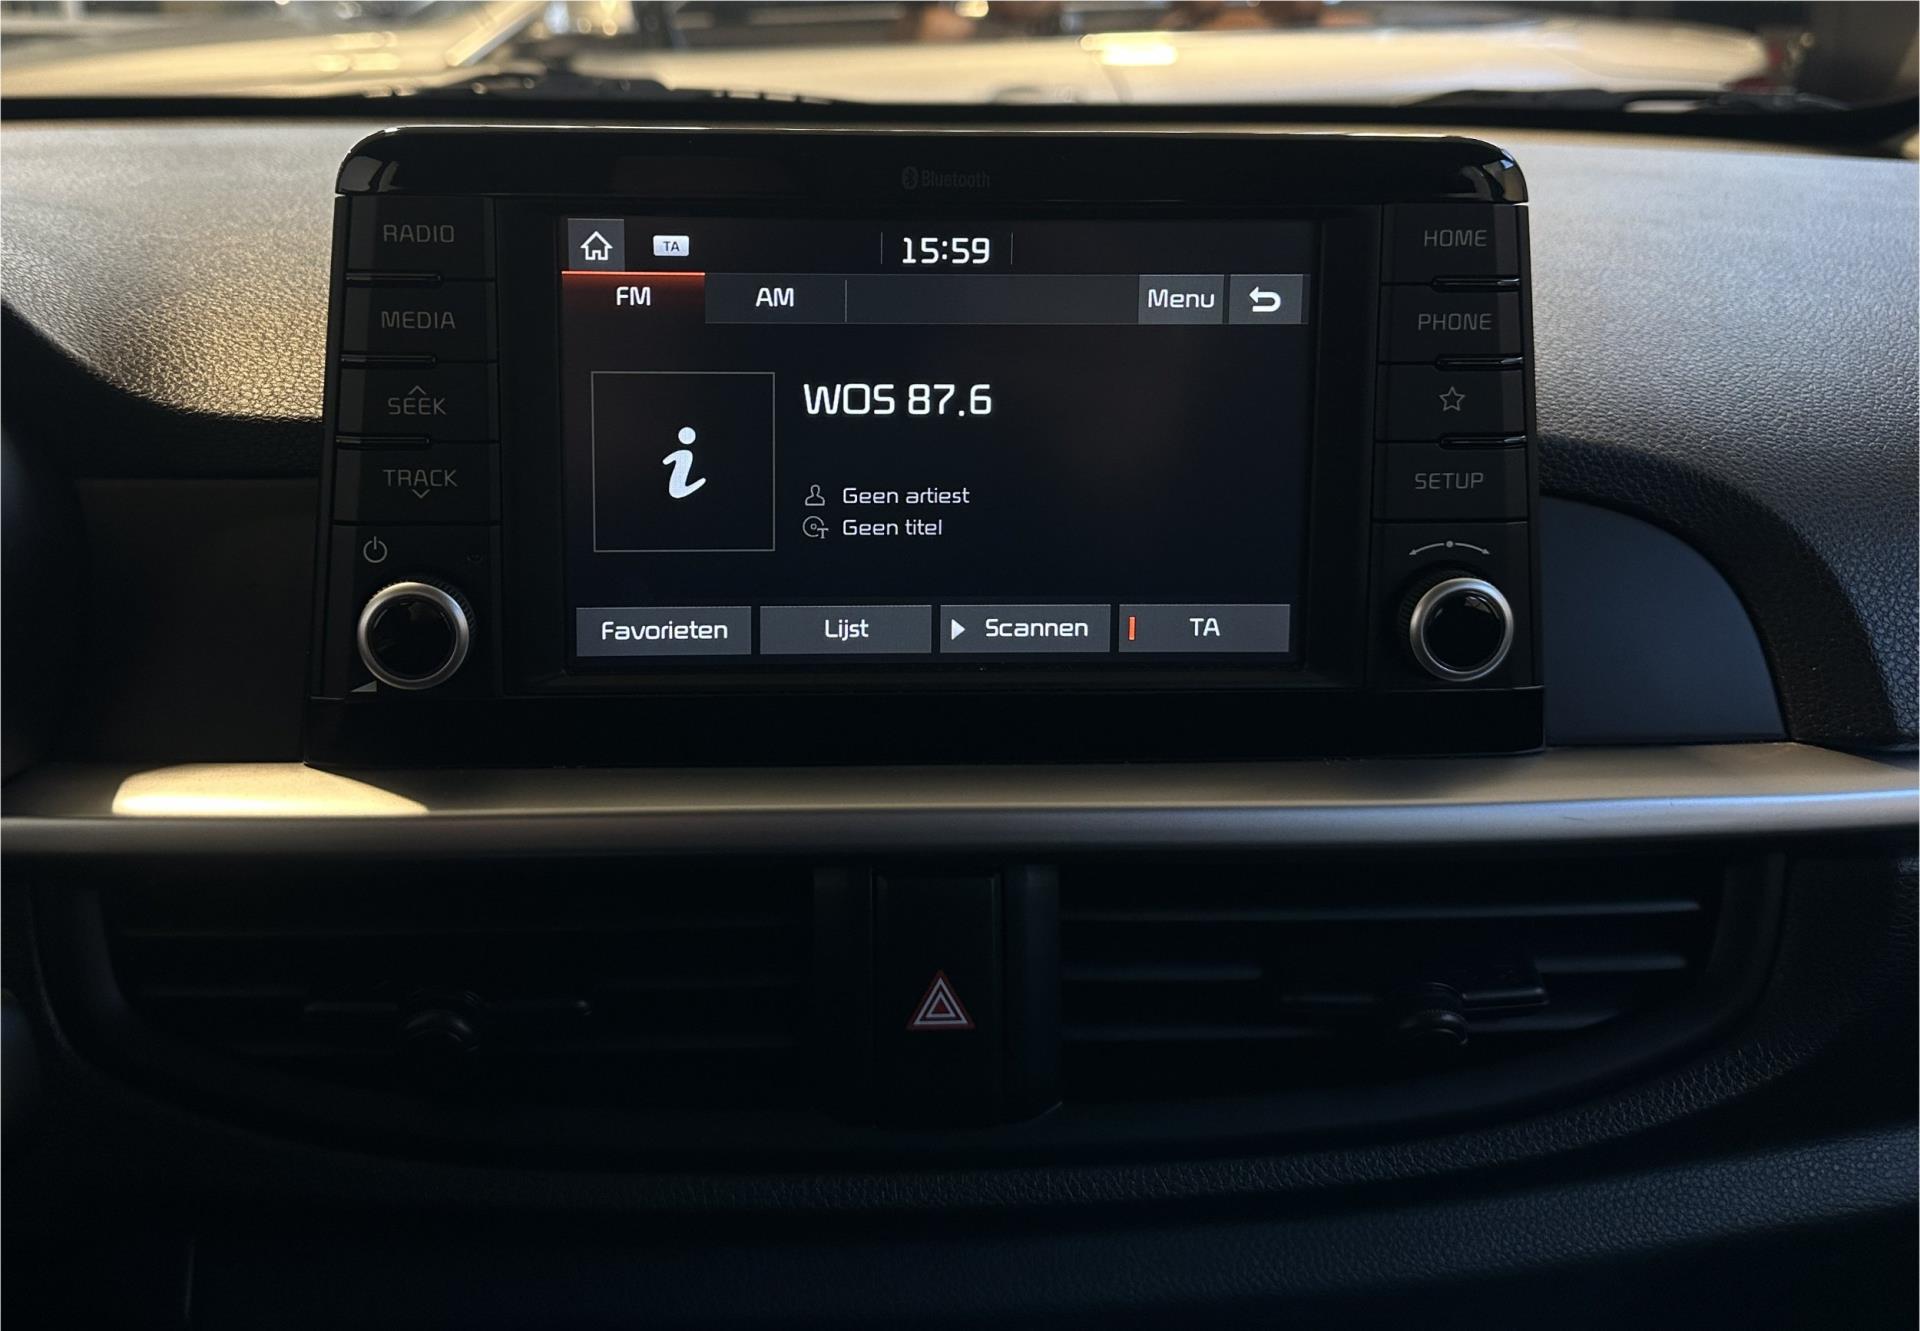 Bluetooth
RADIO
MEDIA
SEEK
TRACK
TA
15:59
FM
AM
Menu
WOS 87.6
Geen artiest
Geen titel
Favorieten
Lijst
Scannen
TA
HOME
PHONE
SETUP